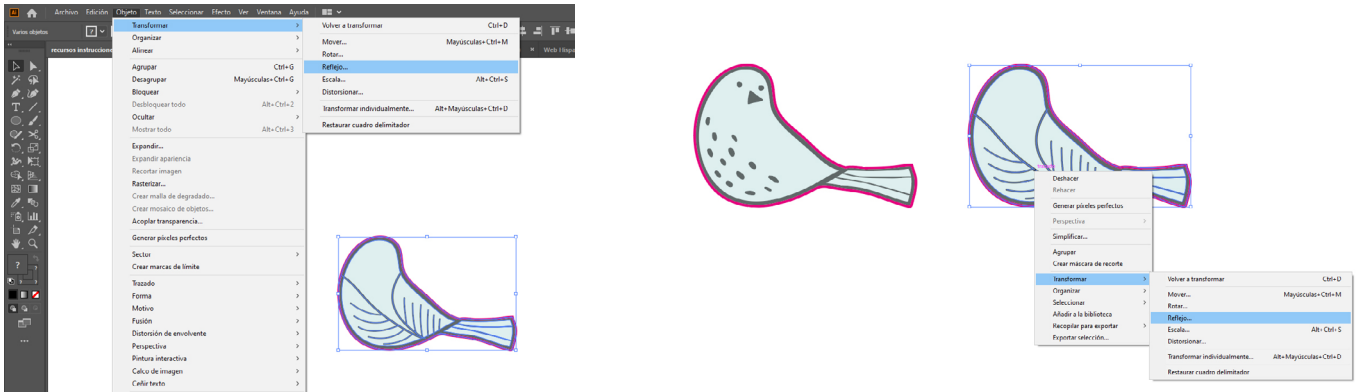 Archivo Edición Objeto Texto Seleccionar Efecto Ver Ventana Ayuda
Varios objetos
recursos instruccione
Web Hispa
Transformar
Organizar
Alinear
Agrupar Ctrl+G
Desagrupar Mayúsculas+Ctrl+G
Bloquear
Desbloquear todo Alt+Ctrl+2
Ocultar
Mostrar todo Alt+Ctrl+3
Expandir...
Expandir apariencia
Recortar imagen
Rasterizar...
Crear malla de degradado...
Crear mosaico de objetos...
Acoplar transparencia...
Generar píxeles perfectos
Sector
Crear marcas de límite
Trazado
Forma
Motivo
Fusión
Distorsión de envolvente
Perspectiva
Pintura interactiva
Calco de imagen
Ceñir texto
Volver a transformar Ctrl+D
Mover... Mayúsculas+Ctrl+M
Rotar...
Reflejo...
Escala... Alt+Ctrl+S
Distorsionar...
Transformar individualmente... Alt+Mayúsculas+Ctrl+D
Restaurar cuadro delimitador
Deshacer
Rehacer
Generar píxeles perfectos
Perspectiva
Simplificar...
Agrupar
Crear máscara de recorte
Transformar
Organizar
Seleccionar
Añadir a la biblioteca
Recopilar para exportar
Exportar selección...
Volver a transformar Ctrl+D
Mover... Mayúsculas+Ctrl+M
Rotar...
Reflejo...
Escala... Alt+Ctrl+S
Distorsionar...
Transformar individualmente... Alt+Mayúsculas+Ctrl+D
Restaurar cuadro delimitador